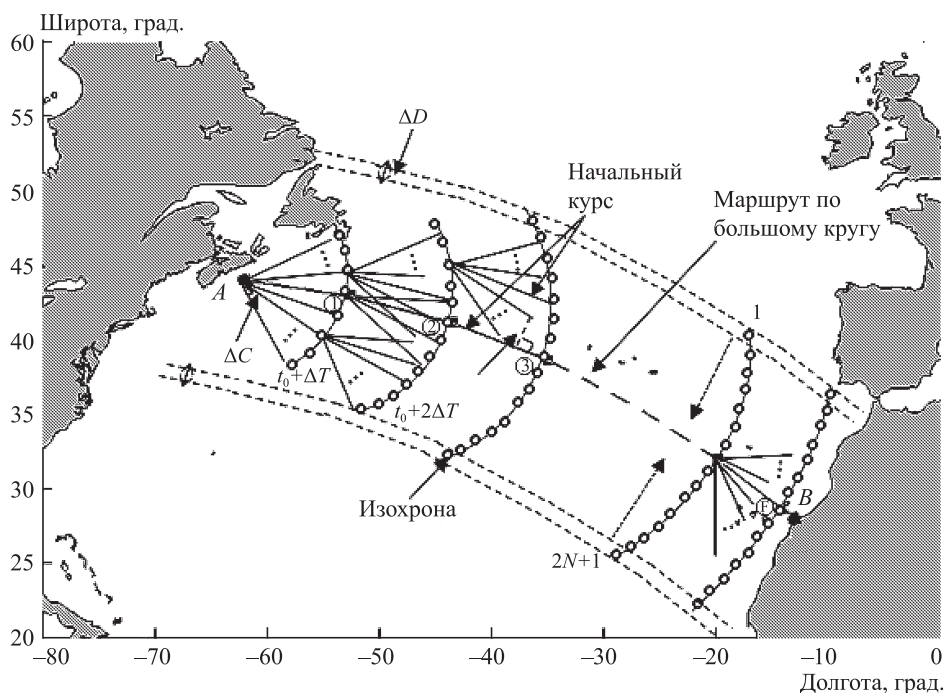 Широта, град.
60
55
50
45
40
35
30
25
20
ΔD
Начальный
курс
Маршрут по
большому кругу
A
ΔC
1
2
3
t₀+ΔT
t₀+2ΔT
Изохрона
1
2N+1
F
B
–80
–70
–60
–50
–40
–30
–20
–10
0
Долгота, град.